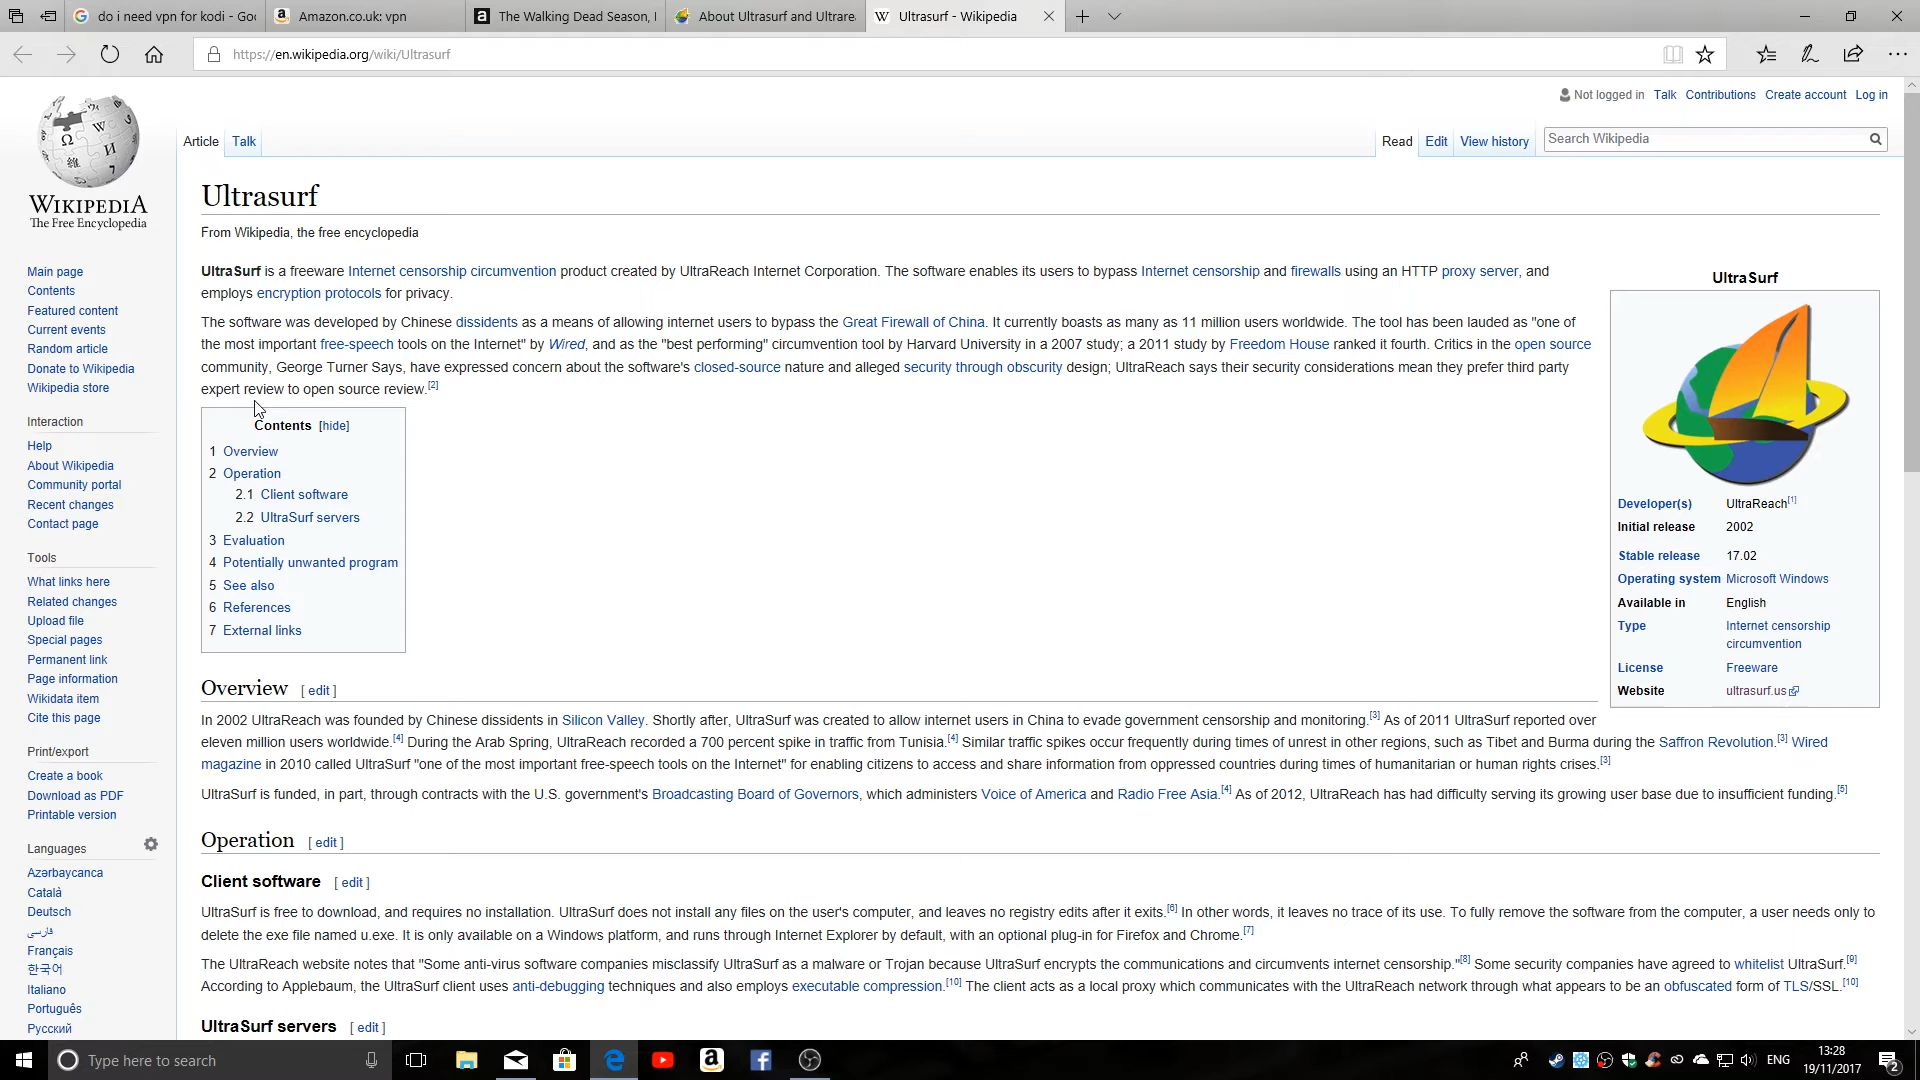 do i need vpn for kodi - Goo
Amazon.co.uk: vpn
The Walking Dead Season,
About Ultrasurf and Ultrare
Ultrasurf - Wikipedia
https://en.wikipedia.org/wiki/Ultrasurf
Not logged in Talk Contributions Create account Log in
Article Talk
Read Edit View history
Search Wikipedia
WIKIPEDIA
The Free Encyclopedia
Main page
Contents
Featured content
Current events
Random article
Donate to Wikipedia
Wikipedia store
Interaction
Help
About Wikipedia
Community portal
Recent changes
Contact page
Tools
What links here
Related changes
Upload file
Special pages
Permanent link
Page information
Wikidata item
Cite this page
Print/export
Create a book
Download as PDF
Printable version
Languages
Azərbaycanca
Català
Deutsch
فارسی
Français
한국어
Italiano
Português
Русский
Ultrasurf
From Wikipedia, the free encyclopedia
UltraSurf is a freeware Internet censorship circumvention product created by UltraReach Internet Corporation. The software enables its users to bypass Internet censorship and firewalls using an HTTP proxy server, and
employs encryption protocols for privacy.
The software was developed by Chinese dissidents as a means of allowing internet users to bypass the Great Firewall of China. It currently boasts as many as 11 million users worldwide. The tool has been lauded as "one of
the most important free-speech tools on the Internet" by Wired, and as the "best performing" circumvention tool by Harvard University in a 2007 study; a 2011 study by Freedom House ranked it fourth. Critics in the open source
community, George Turner Says, have expressed concern about the software's closed-source nature and alleged security through obscurity design; UltraReach says their security considerations mean they prefer third party
expert review to open source review.[2]
Contents [hide]
1 Overview
2 Operation
2.1 Client software
2.2 UltraSurf servers
3 Evaluation
4 Potentially unwanted program
5 See also
6 References
7 External links
UltraSurf
Developer(s) UltraReach[1]
Initial release 2002
Stable release 17.02
Operating system Microsoft Windows
Available in English
Type Internet censorship
circumvention
License Freeware
Website ultrasurf.us
Overview [ edit ]
In 2002 UltraReach was founded by Chinese dissidents in Silicon Valley. Shortly after, UltraSurf was created to allow internet users in China to evade government censorship and monitoring.[3] As of 2011 UltraSurf reported over
eleven million users worldwide.[4] During the Arab Spring, UltraReach recorded a 700 percent spike in traffic from Tunisia.[4] Similar traffic spikes occur frequently during times of unrest in other regions, such as Tibet and Burma during the Saffron Revolution.[3] Wired
magazine in 2010 called UltraSurf "one of the most important free-speech tools on the Internet" for enabling citizens to access and share information from oppressed countries during times of humanitarian or human rights crises.[3]
UltraSurf is funded, in part, through contracts with the U.S. government's Broadcasting Board of Governors, which administers Voice of America and Radio Free Asia.[4] As of 2012, UltraReach has had difficulty serving its growing user base due to insufficient funding.[5]
Operation [ edit ]
Client software [ edit ]
UltraSurf is free to download, and requires no installation. UltraSurf does not install any files on the user's computer, and leaves no registry edits after it exits.[6] In other words, it leaves no trace of its use. To fully remove the software from the computer, a user needs only to
delete the exe file named u.exe. It is only available on a Windows platform, and runs through Internet Explorer by default, with an optional plug-in for Firefox and Chrome.[7]
The UltraReach website notes that "Some anti-virus software companies misclassify UltraSurf as a malware or Trojan because UltraSurf encrypts the communications and circumvents internet censorship."[8] Some security companies have agreed to whitelist UltraSurf.[9]
According to Applebaum, the UltraSurf client uses anti-debugging techniques and also employs executable compression.[10] The client acts as a local proxy which communicates with the UltraReach network through what appears to be an obfuscated form of TLS/SSL.[10]
UltraSurf servers [ edit ]
Type here to search
ENG
13:28
19/11/2017
2